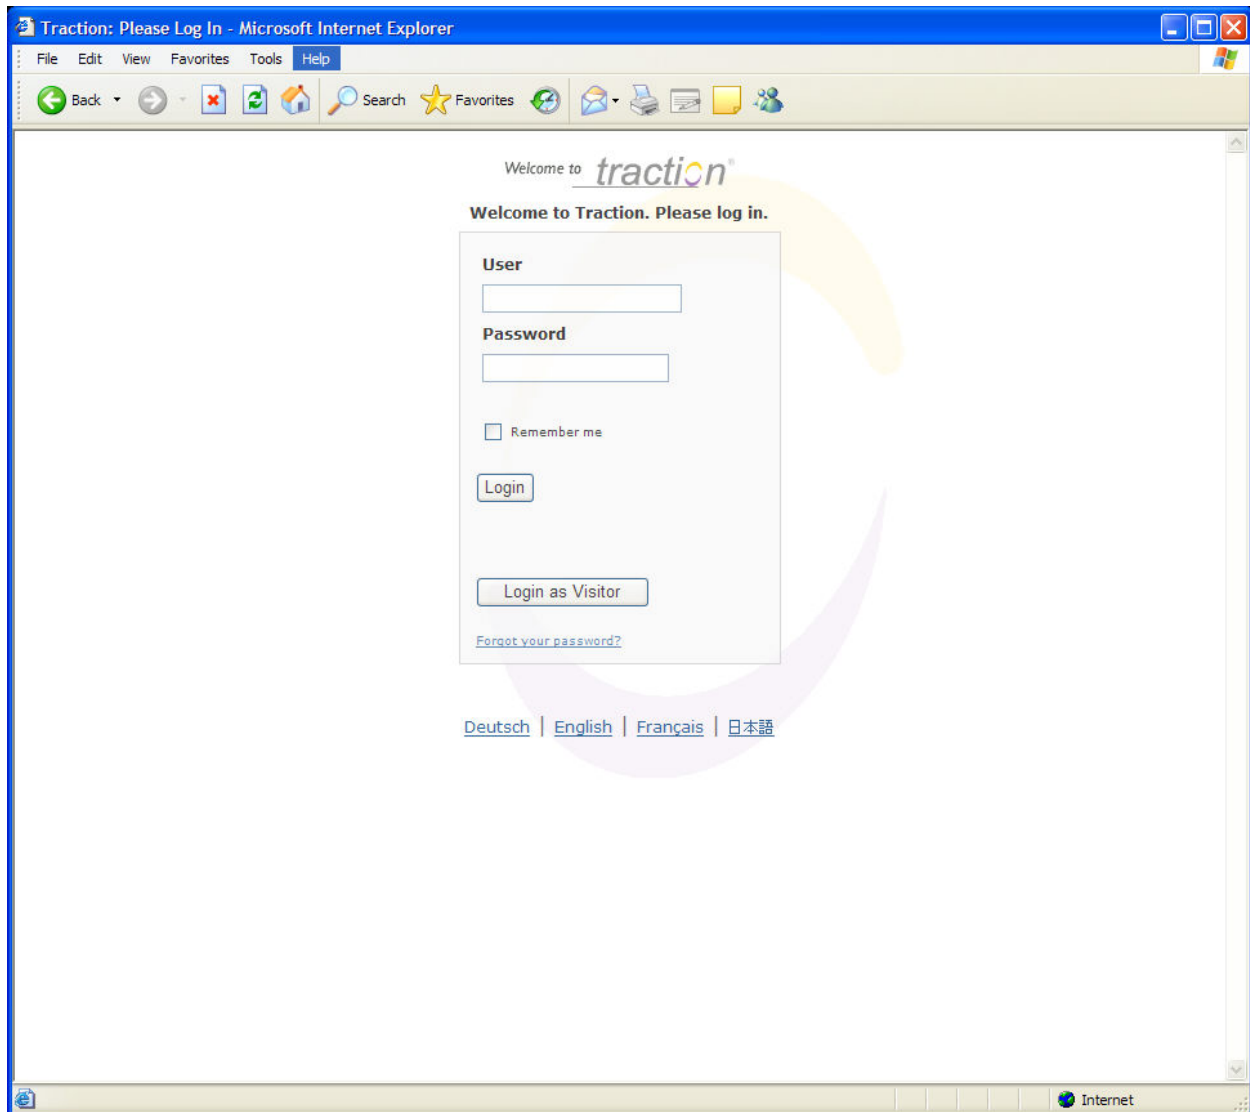 Traction: Please Log In - Microsoft Internet Explorer
File Edit View Favorites Tools Help
Back Search Favorites
Welcome to traction®
Welcome to Traction. Please log in.
User
Password
Remember me
Login
Login as Visitor
Forgot your password?
Deutsch | English | Français | 日本語
Internet